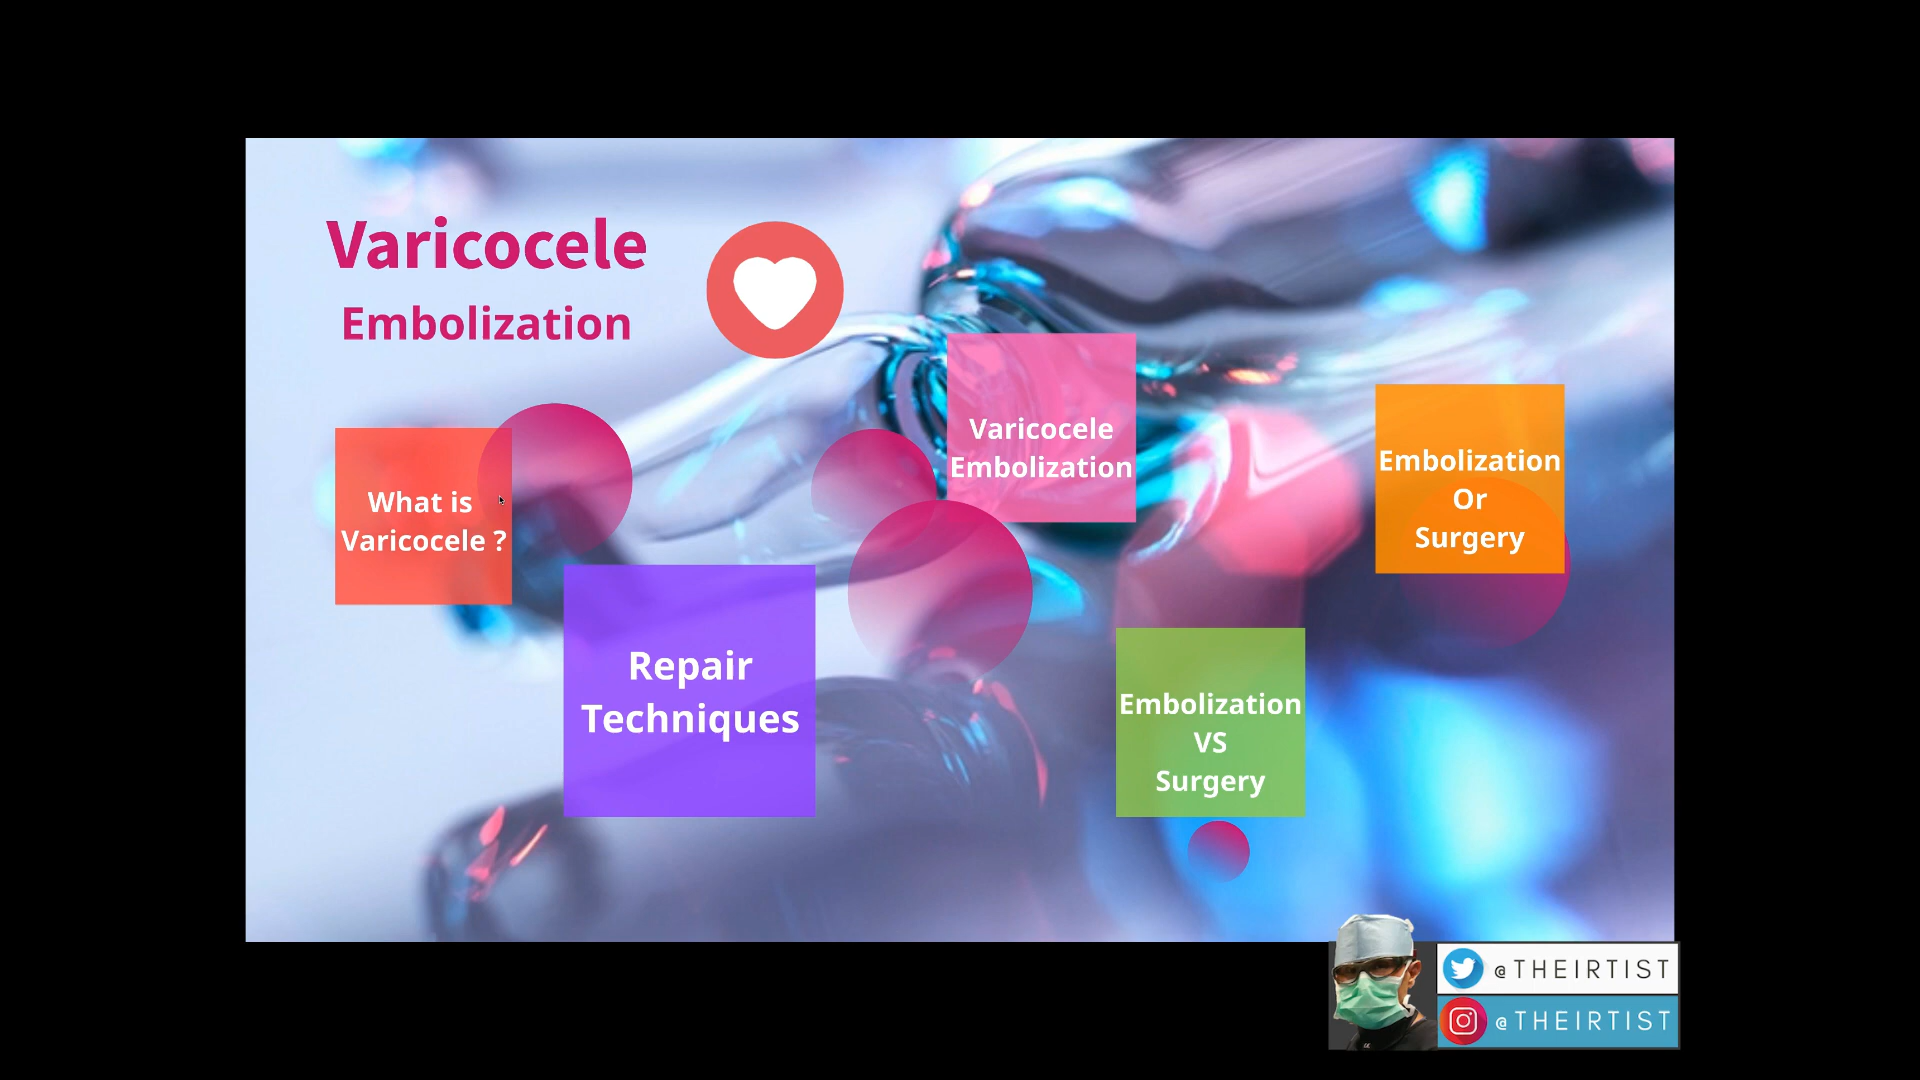 Varicocele
Embolization
What is
Varicocele ?
Repair
Techniques
Varicocele
Embolization
Embolization
VS
Surgery
Embolization
Or
Surgery
@THEIRTIST
@THEIRTIST